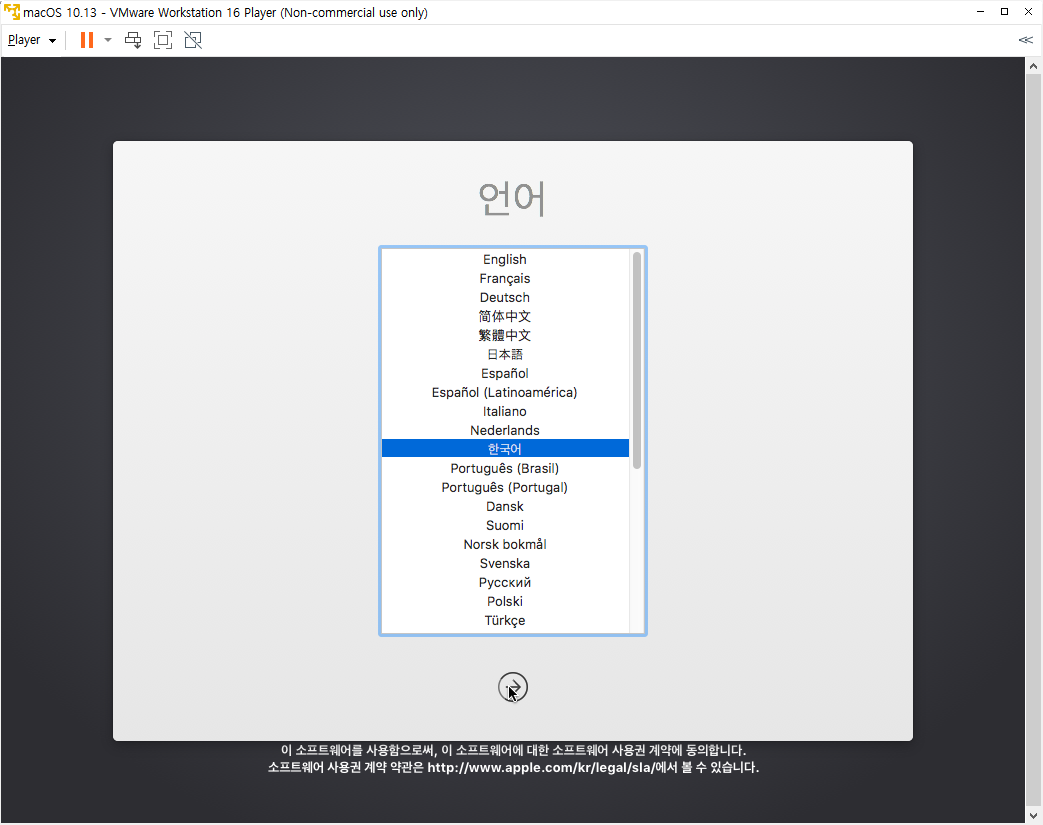 macOS 10.13 - VMware Workstation 16 Player (Non-commercial use only)
Player
언어
English
Français
Deutsch
简体中文
繁體中文
日本語
Español
Español (Latinoamérica)
Italiano
Nederlands
한국어
Português (Brasil)
Português (Portugal)
Dansk
Suomi
Norsk bokmål
Svenska
Русский
Polski
Türkçe
이 소프트웨어를 사용함으로써, 이 소프트웨어에 대한 소프트웨어 사용권 계약에 동의합니다.
소프트웨어 사용권 계약 약관은 http://www.apple.com/kr/legal/sla/에서 볼 수 있습니다.